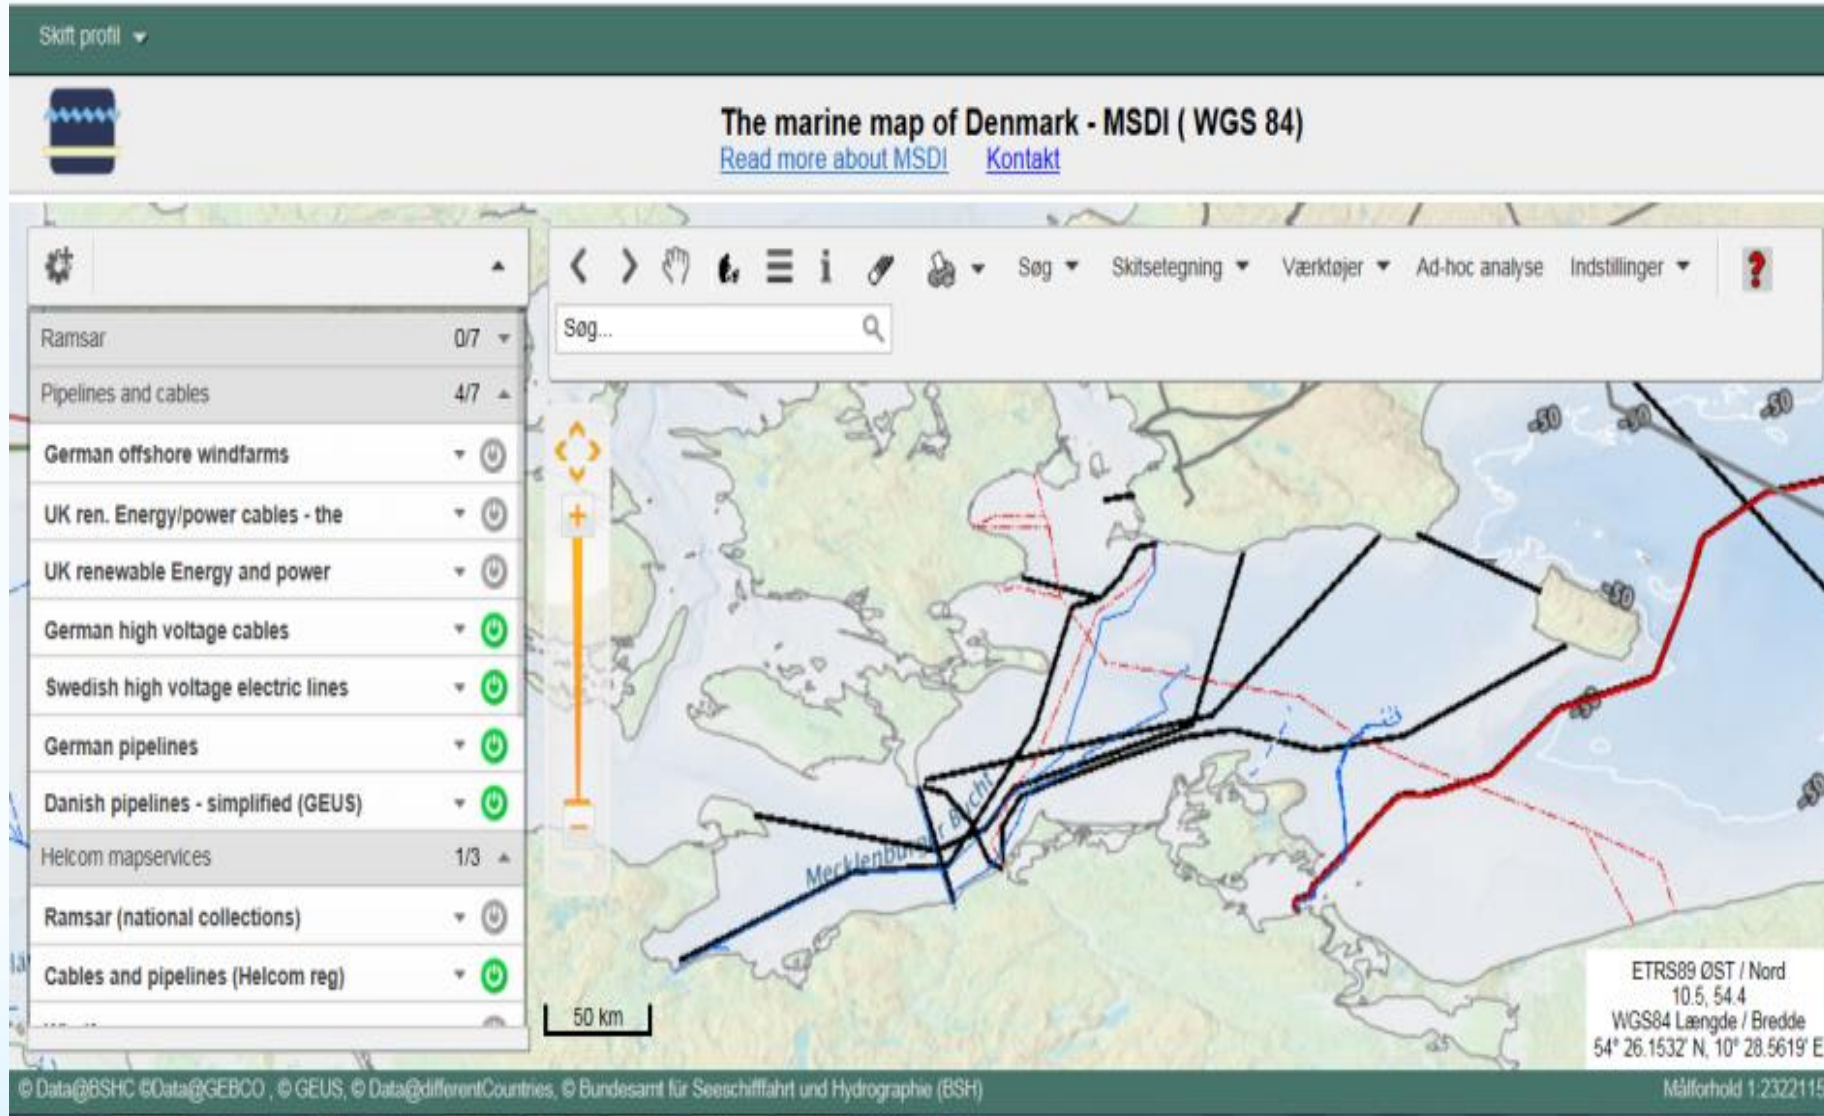 Skift profil
The marine map of Denmark - MSDI ( WGS 84)
Read more about MSDI Kontakt
Søg Skitsetegning Værktøjer Ad-hoc analyse Indstillinger ?
Søg...
Ramsar 0/7
Pipelines and cables 4/7
German offshore windfarms
UK ren. Energy/power cables - the
UK renewable Energy and power
German high voltage cables
Swedish high voltage electric lines
German pipelines
Danish pipelines - simplified (GEUS)
Helcom mapservices 1/3
Ramsar (national collections)
Cables and pipelines (Helcom reg)
-50
-50
-50
-50
-50
-50
Mecklenburger Bucht
50 km
ETRS89 ØST / Nord
10.5, 54.4
WGS84 Længde / Bredde
54° 26.1532' N, 10° 28.5619' E
© Data@BSHC ©Data@GEBCO , © GEUS, © Data@differentCountries, © Bundesamt für Seeschifffahrt und Hydrographie (BSH)
Målforhold 1:2322115